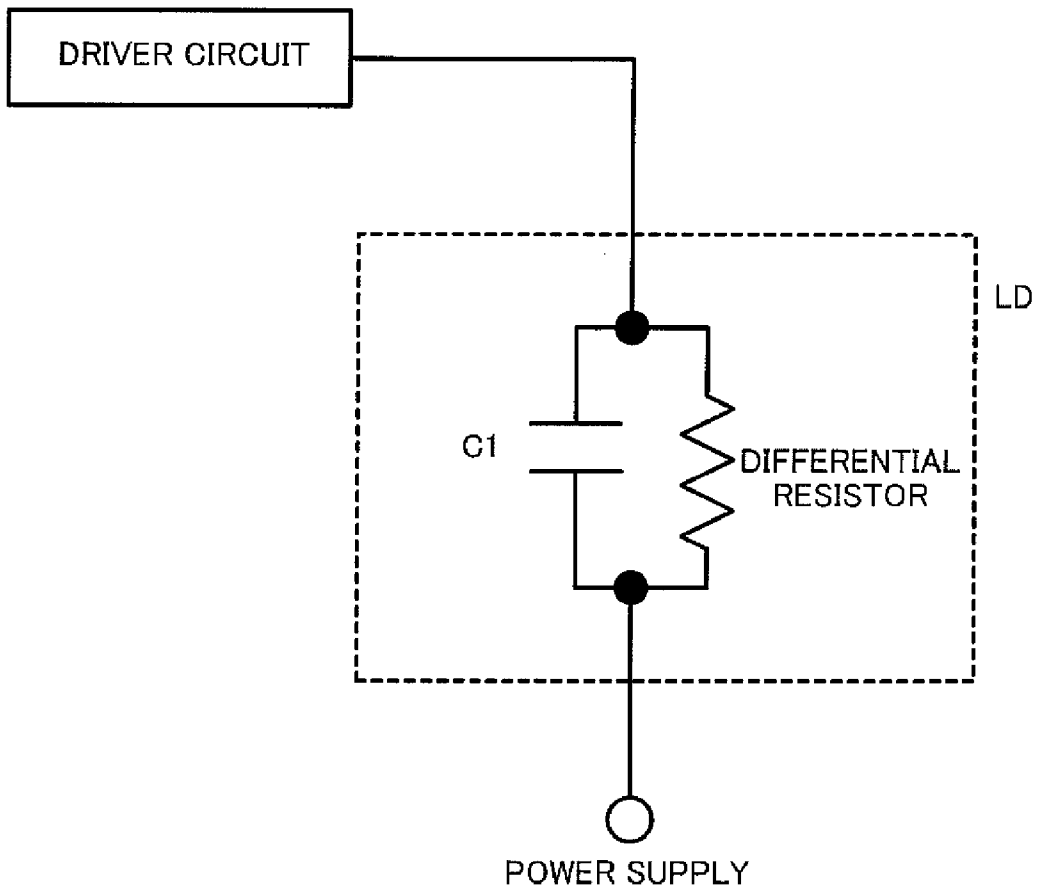 DRIVER CIRCUIT
LD
C1
DIFFERENTIAL
RESISTOR
POWER SUPPLY